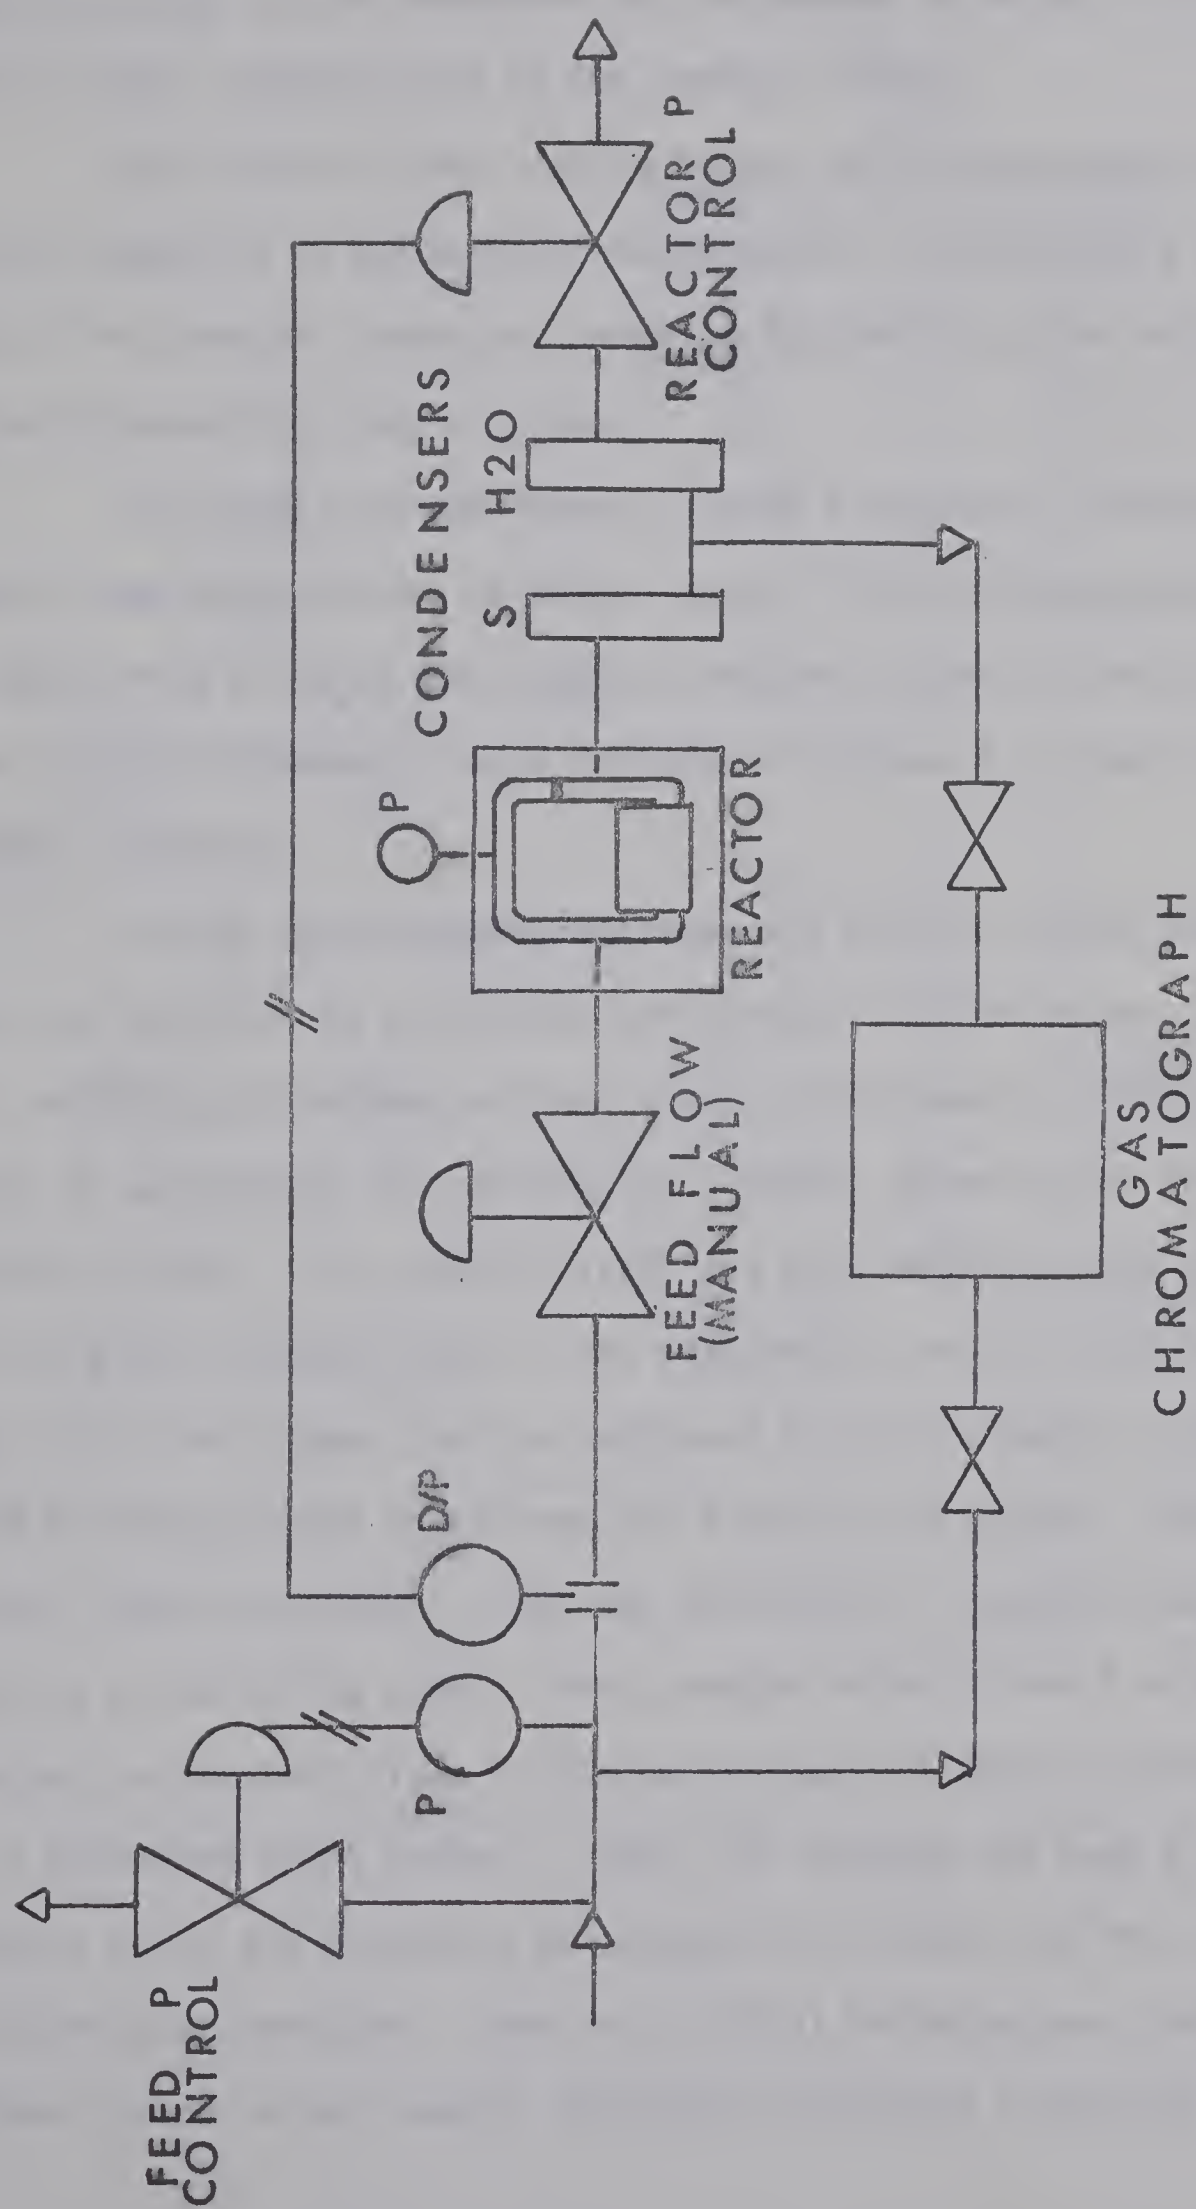 FEED P
CONTROL
P
D/P
FEED FLOW
(MANUAL)
P
REACTOR
CONDENSERS
S H2O
REACTOR P
CONTROL
GAS
CHROMATOGRAPH